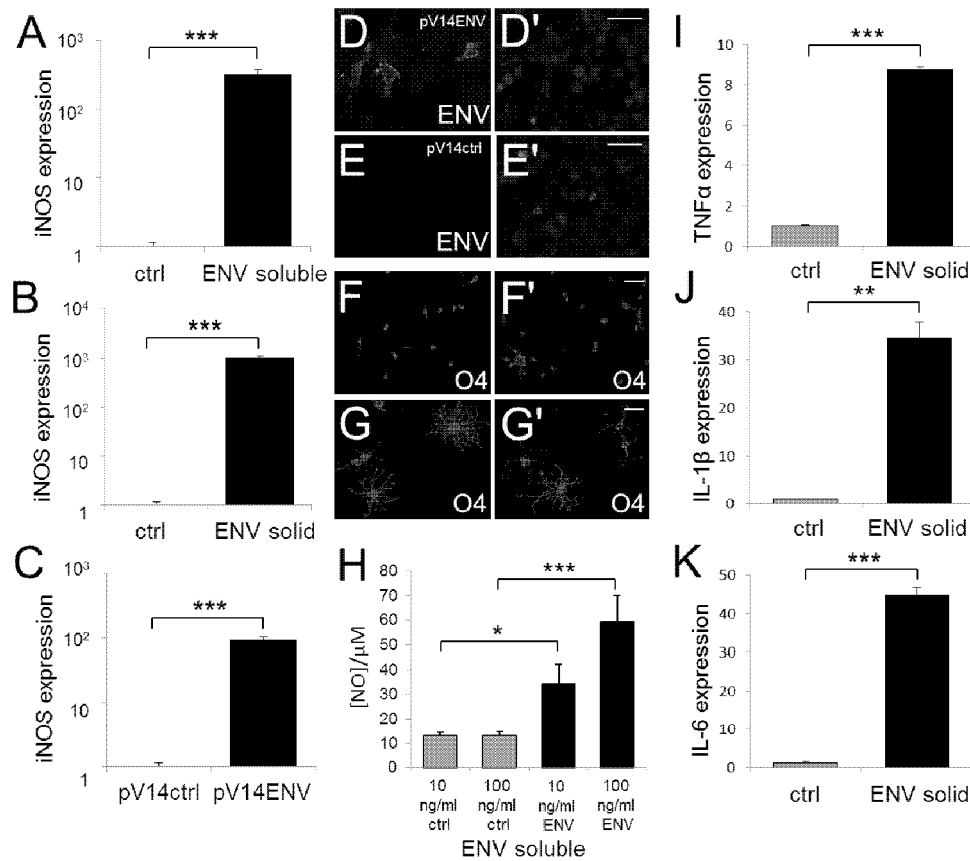 A
iNOS expression
10³
10²
10
1
***
ctrl
ENV soluble
B
iNOS expression
10⁴
10³
10²
10
1
***
ctrl
ENV solid
C
iNOS expression
10³
10²
10
1
***
pV14ctrl
pV14ENV
D
pV14ENV
ENV
D'
E
pV14ctrl
ENV
E'
F
O4
F'
O4
G
O4
G'
O4
H
[NO]/μM
80
70
60
50
40
30
20
10
0
*
***
10 ng/ml ctrl
100 ng/ml ctrl
10 ng/ml ENV
100 ng/ml ENV
ENV soluble
I
TNFα expression
10
8
6
4
2
0
***
ctrl
ENV solid
J
IL-1β expression
40
30
20
10
0
**
ctrl
ENV solid
K
IL-6 expression
50
40
30
20
10
0
***
ctrl
ENV solid